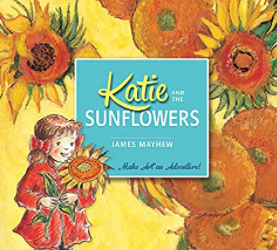 Katie
AND THE
SUNFLOWERS
JAMES MAYHEW
Make Art an Adventure!